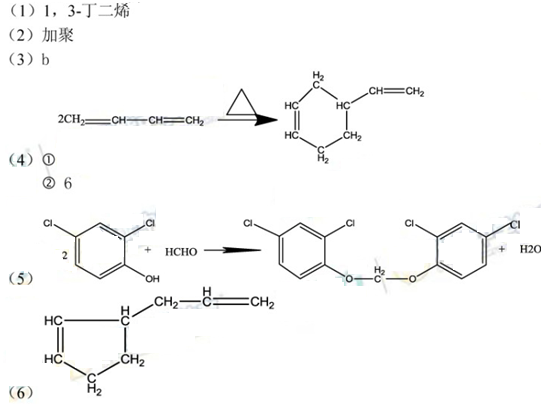 (1) 1，3-丁二烯
(2) 加聚
(3) b
(4) ① 2CH2 CH CH CH2 H2 C HC HC C H2 CH2 HC CH CH2
② 6
(5) 2 Cl Cl OH + HCHO Cl Cl O H2 C O Cl Cl + H2O
(6) HC HC C H2 CH2 H C CH2 H C CH2